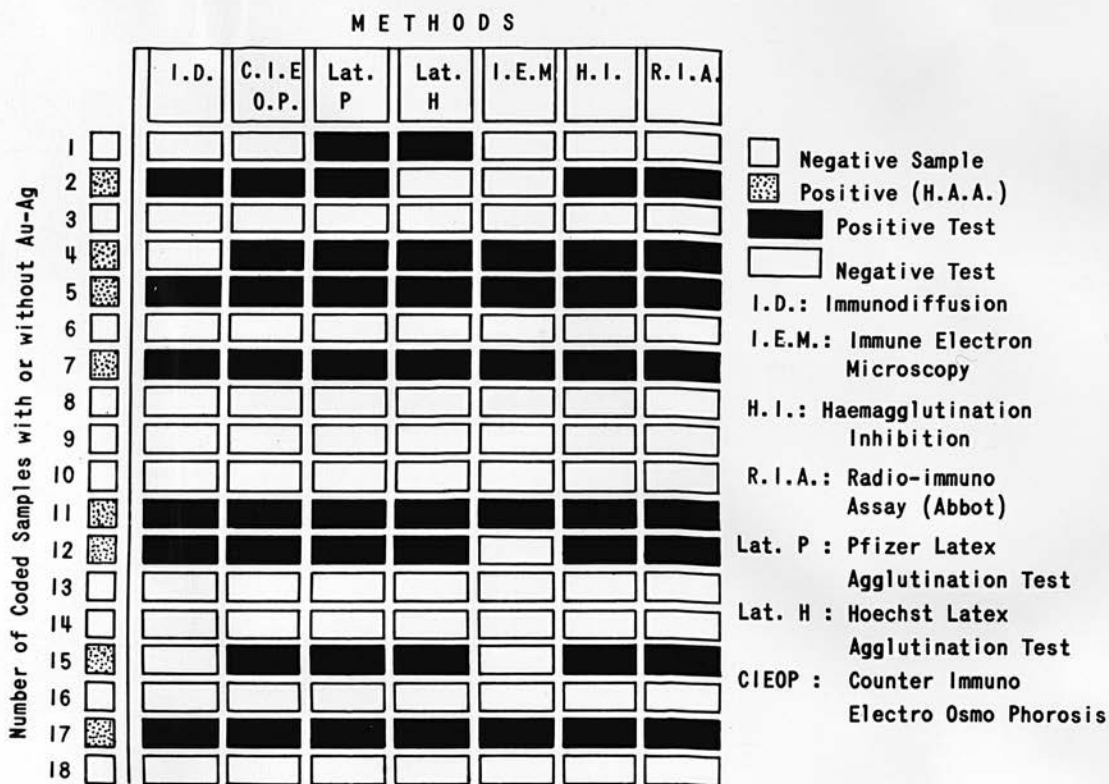 METHODS
I.D. C.I.E O.P. Lat. P Lat. H I.E.M H.I. R.I.A.
Number of Coded Samples with or without Au-Ag
1
2
3
4
5
6
7
8
9
10
11
12
13
14
15
16
17
18
Negative Sample
Positive (H.A.A.)
Positive Test
Negative Test
I.D.: Immunodiffusion
I.E.M.: Immune Electron
Microscopy
H.I.: Haemagglutination
Inhibition
R.I.A.: Radio-immuno
Assay (Abbot)
Lat. P : Pfizer Latex
Agglutination Test
Lat. H : Hoechst Latex
Agglutination Test
CIEOP : Counter Immuno
Electro Osmo Phorosis